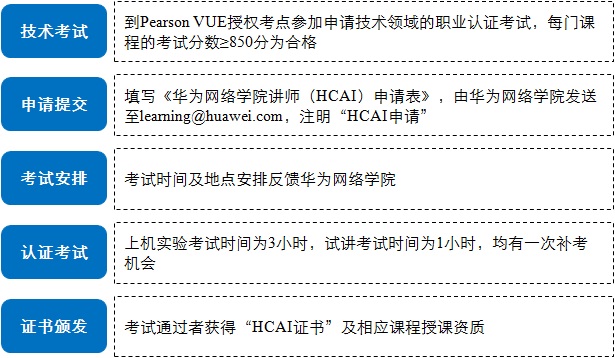 技术考试
到Pearson VUE授权考点参加申请技术领域的职业认证考试，每门课
程的考试分数≥850分为合格
申请提交
填写《华为网络学院讲师（HCAI）申请表》，由华为网络学院发送
至learning@huawei.com，注明“HCAI申请”
考试安排
考试时间及地点安排反馈华为网络学院
认证考试
上机实验考试时间为3小时，试讲考试时间为1小时，均有一次补考
机会
证书颁发
考试通过者获得“HCAI证书”及相应课程授课资质